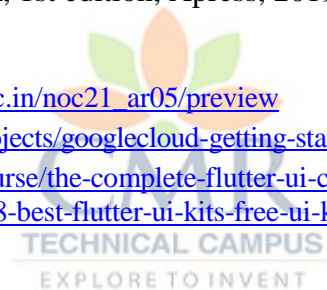 , 1st edition, Apress, 201
c.in/noc21_ar05/preview
jects/googlecloud-getting-sta
urse/the-complete-flutter-ui-c
8-best-flutter-ui-kits-free-ui-k
CMR
TECHNICAL CAMPUS
EXPLORE TO INVENT